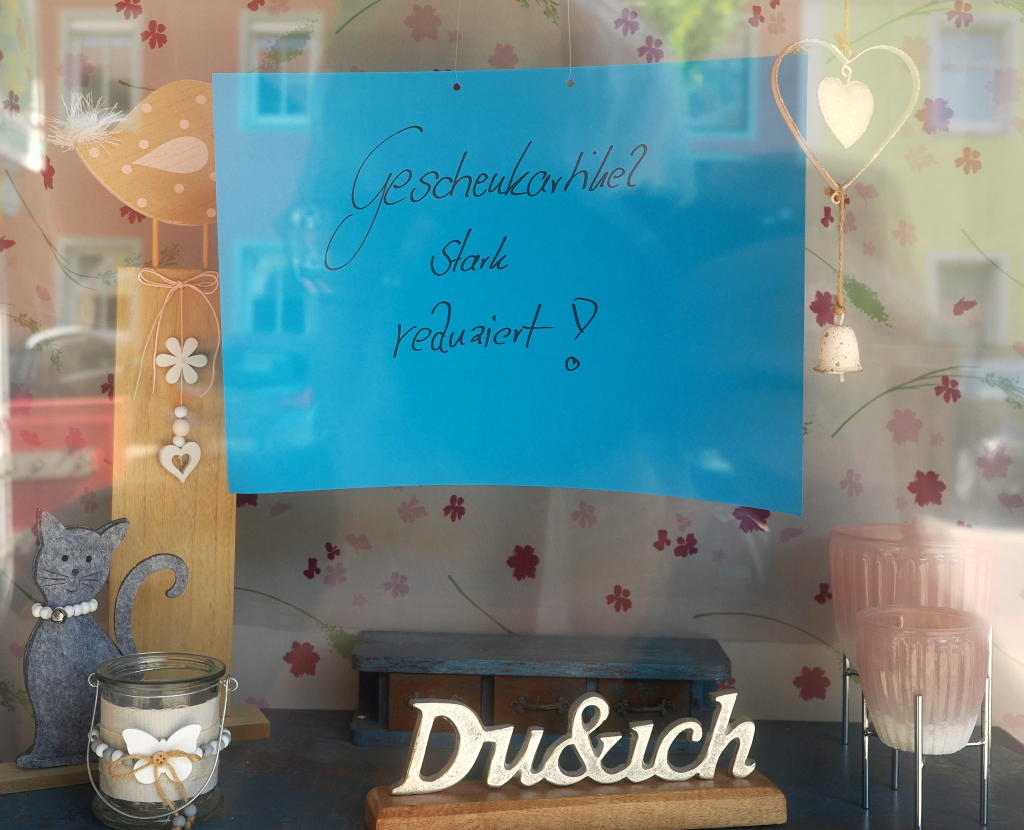 Geschenkartikel
stark
reduziert!
Du&ich